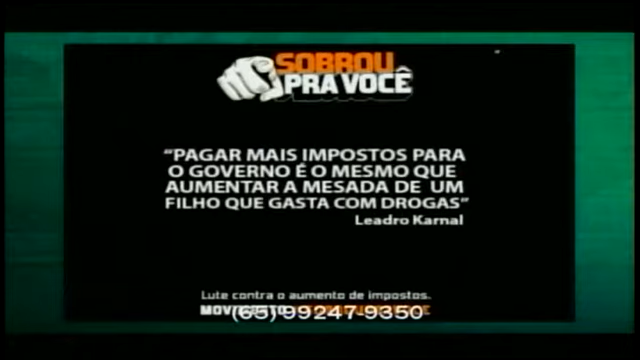 SOBROU
PRA VOCÊ
“PAGAR MAIS IMPOSTOS PARA
O GOVERNO É O MESMO QUE
AUMENTAR A MESADA DE UM
FILHO QUE GASTA COM DROGAS”
Leadro Karnal
Lute contra o aumento de impostos.
(65) 99247-9350